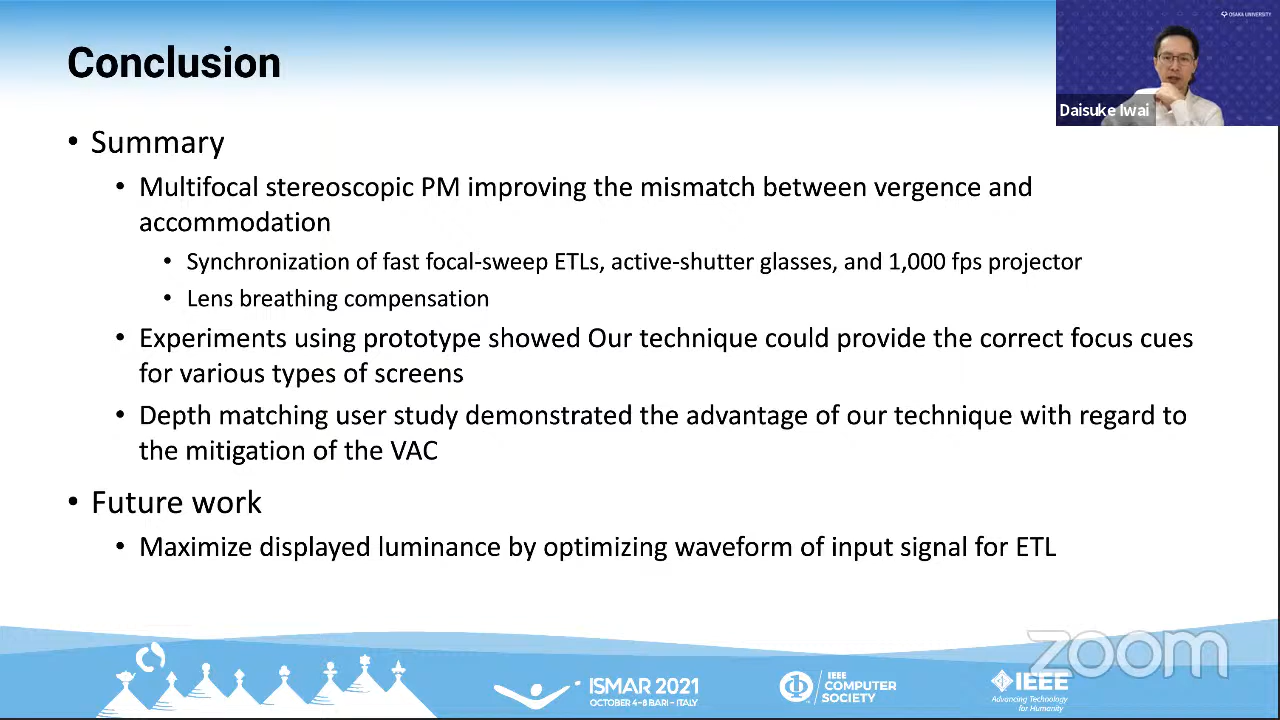 Conclusion
OSAKA UNIVERSITY
Daisuke Iwai
• Summary
• Multifocal stereoscopic PM improving the mismatch between vergence and
accommodation
• Synchronization of fast focal-sweep ETLs, active-shutter glasses, and 1,000 fps projector
• Lens breathing compensation
• Experiments using prototype showed Our technique could provide the correct focus cues
for various types of screens
• Depth matching user study demonstrated the advantage of our technique with regard to
the mitigation of the VAC
• Future work
• Maximize displayed luminance by optimizing waveform of input signal for ETL
zoom
ISMAR 2021
OCTOBER 4-8 BARI - ITALY
IEEE
COMPUTER
SOCIETY
IEEE
Advancing Technology
for Humanity